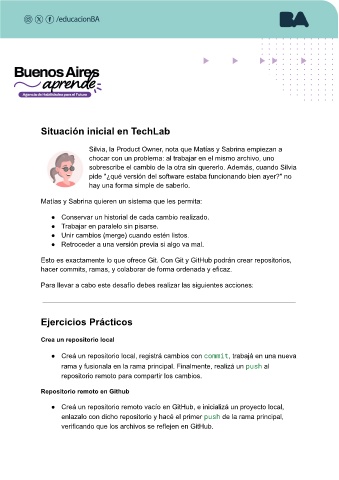 /educacionBA
BA
Buenos Aires
aprende
Agencia de Habilidades para el Futuro
Situación inicial en TechLab
Silvia, la Product Owner, nota que Matías y Sabrina empiezan a
chocar con un problema: al trabajar en el mismo archivo, uno
sobrescribe el cambio de la otra sin quererlo. Además, cuando Silvia
pide "¿qué versión del software estaba funcionando bien ayer?" no
hay una forma simple de saberlo.
Matías y Sabrina quieren un sistema que les permita:
● Conservar un historial de cada cambio realizado.
● Trabajar en paralelo sin pisarse.
● Unir cambios (merge) cuando estén listos.
● Retroceder a una versión previa si algo va mal.
Esto es exactamente lo que ofrece Git. Con Git y GitHub podrán crear repositorios,
hacer commits, ramas, y colaborar de forma ordenada y eficaz.
Para llevar a cabo este desafío debes realizar las siguientes acciones:
Ejercicios Prácticos
Crea un repositorio local
● Creá un repositorio local, registrá cambios con commit, trabajá en una nueva
rama y fusionala en la rama principal. Finalmente, realizá un push al
repositorio remoto para compartir los cambios.
Repositorio remoto en Github
● Creá un repositorio remoto vacío en GitHub, e inicializá un proyecto local,
enlazalo con dicho repositorio y hacé el primer push de la rama principal,
verificando que los archivos se reflejen en GitHub.